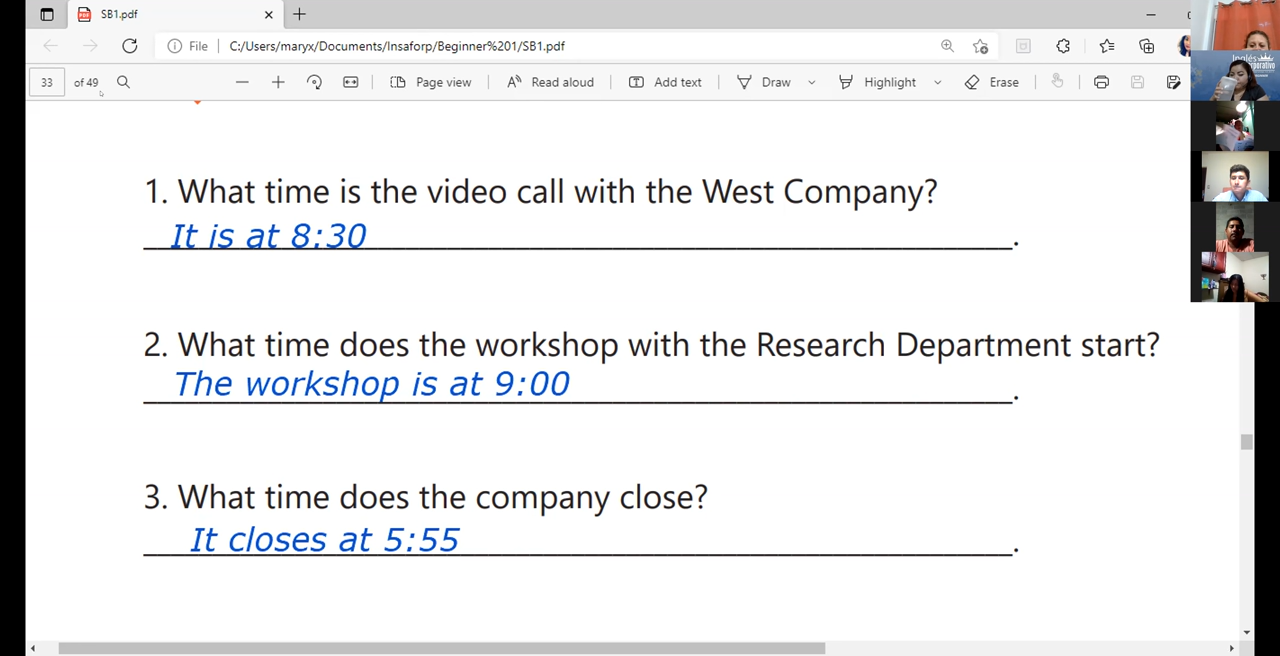 SB1.pdf
File
C:/Users/maryx/Documents/Insaforp/Beginner%201/SB1.pdf
33 of 49
Page view
Read aloud
Add text
Draw
Highlight
Erase
1. What time is the video call with the West Company?
It is at 8:30
2. What time does the workshop with the Research Department start?
The workshop is at 9:00
3. What time does the company close?
It closes at 5:55